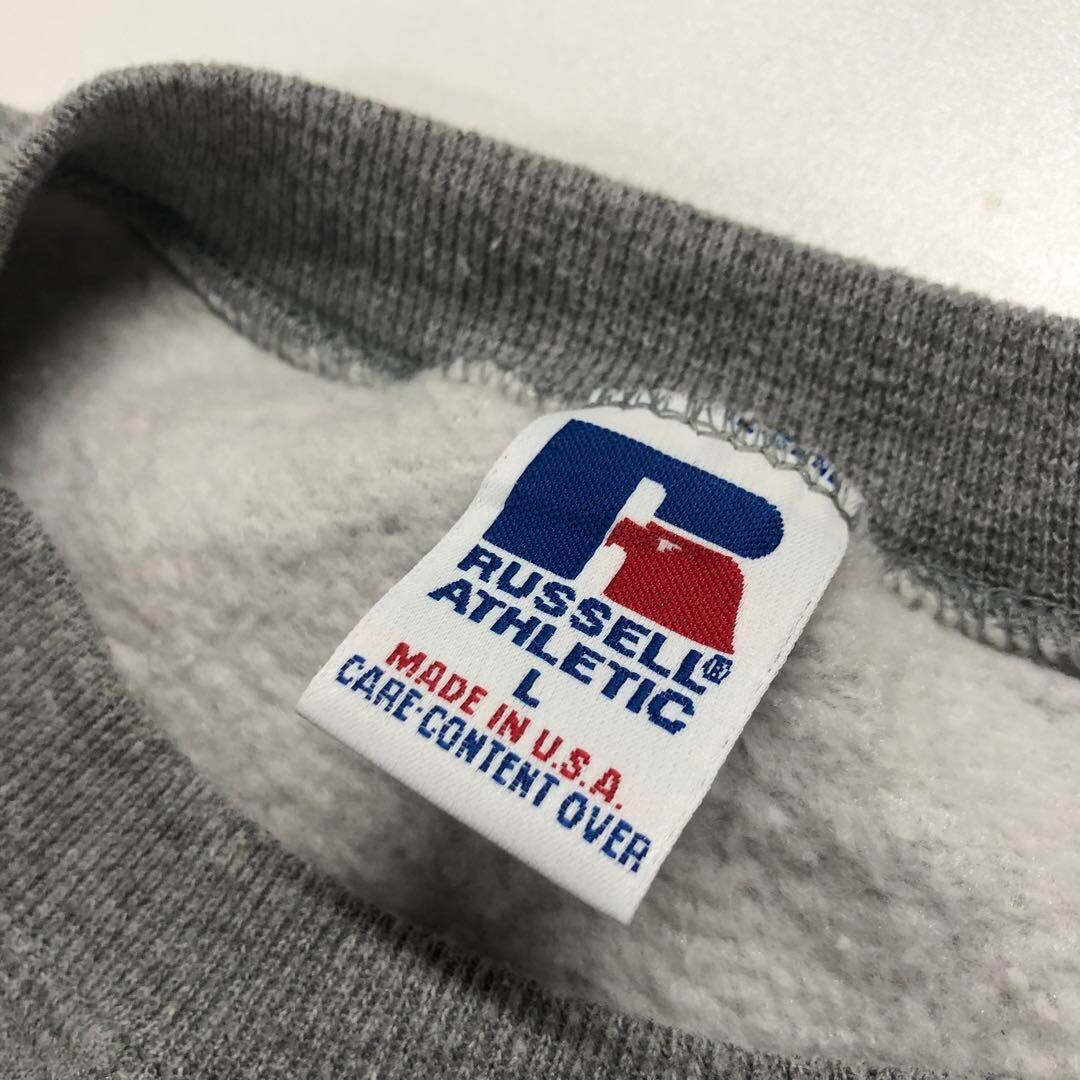 RUSSELL®
ATHLETIC
L
MADE IN U.S.A.
CARE·CONTENT OVER